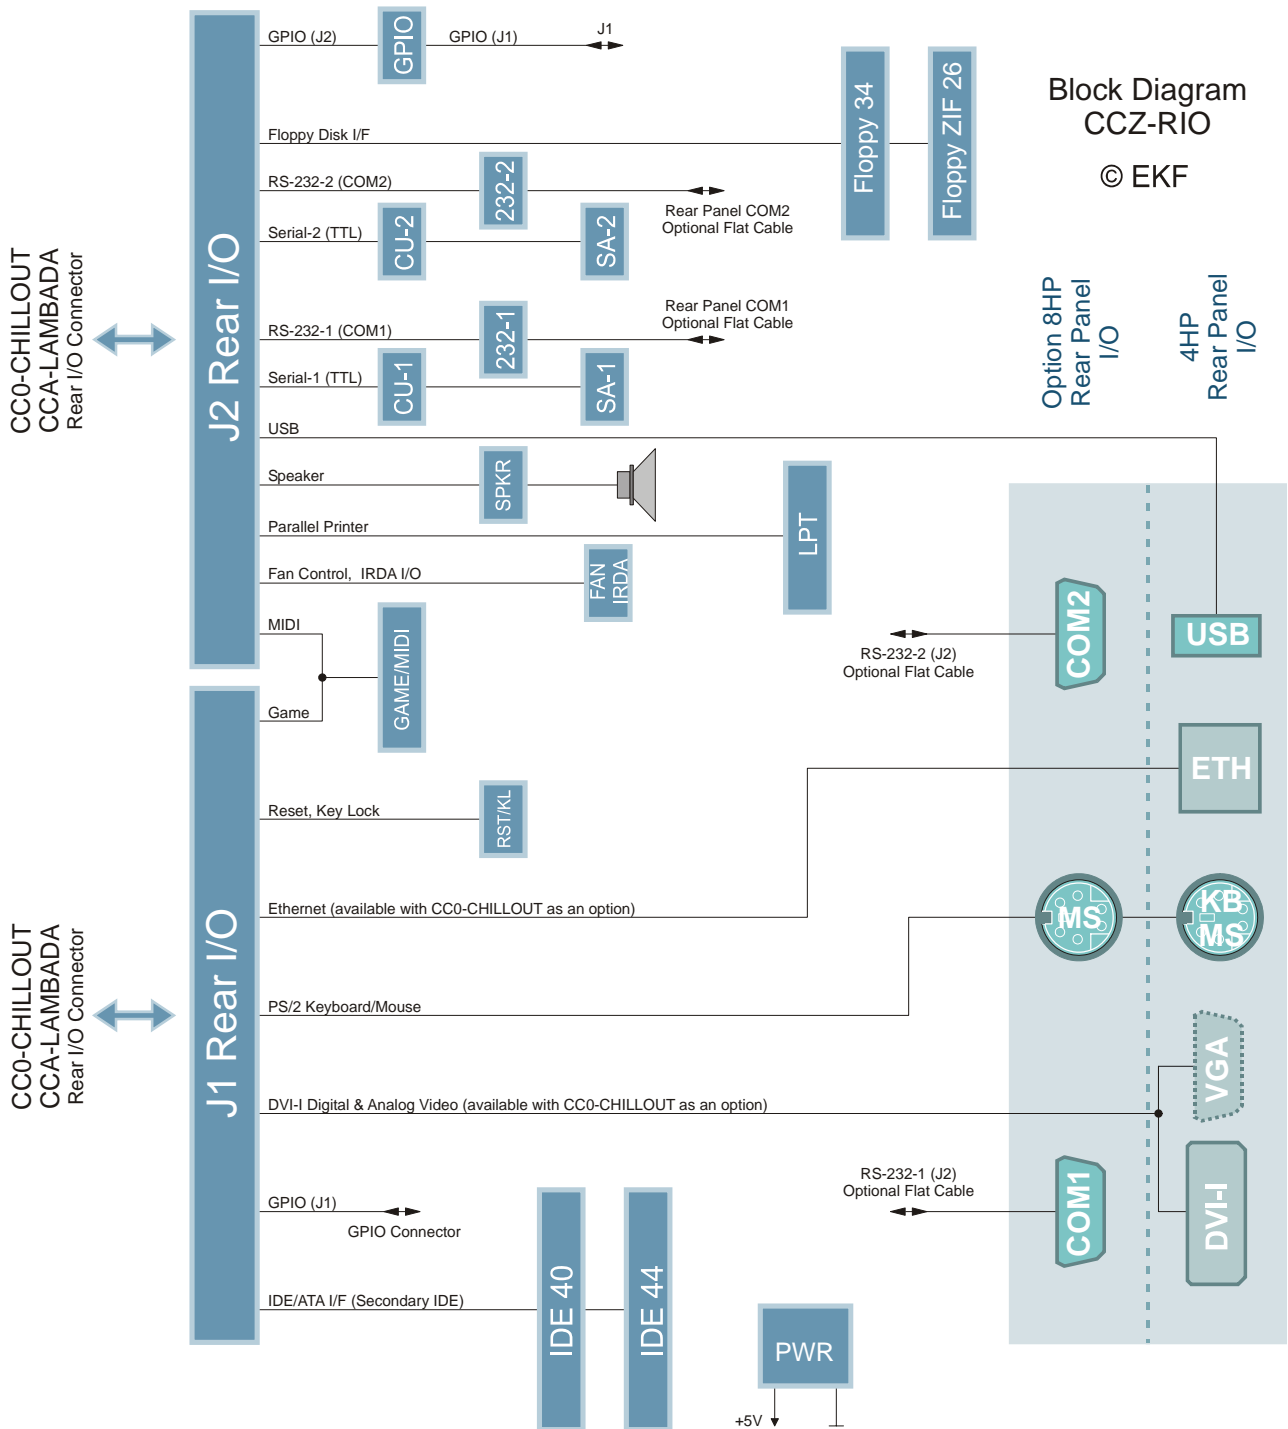 Block Diagram
CCZ-RIO
© EKF
GPIO (J2)
GPIO
GPIO (J1)
J1
Floppy Disk I/F
Floppy 34
Floppy ZIF 26
RS-232-2 (COM2)
232-2
Rear Panel COM2
Optional Flat Cable
Serial-2 (TTL)
CU-2
SA-2
J2 Rear I/O
CC0-CHILLOUT
CCA-LAMBADA
Rear I/O Connector
RS-232-1 (COM1)
232-1
Rear Panel COM1
Optional Flat Cable
Serial-1 (TTL)
CU-1
SA-1
Option 8HP
Rear Panel
I/O
4HP
Rear Panel
I/O
USB
Speaker
SPKR
Parallel Printer
LPT
Fan Control, IRDA I/O
FAN
IRDA
MIDI
GAME/MIDI
Game
RS-232-2 (J2)
Optional Flat Cable
COM2
USB
ETH
Reset, Key Lock
RST/KL
J1 Rear I/O
CC0-CHILLOUT
CCA-LAMBADA
Rear I/O Connector
Ethernet (available with CC0-CHILLOUT as an option)
MS
KB
MS
PS/2 Keyboard/Mouse
VGA
DVI-I Digital & Analog Video (available with CC0-CHILLOUT as an option)
DVI-I
RS-232-1 (J2)
Optional Flat Cable
COM1
GPIO (J1)
GPIO Connector
IDE/ATA I/F (Secondary IDE)
IDE 40
IDE 44
PWR
+5V